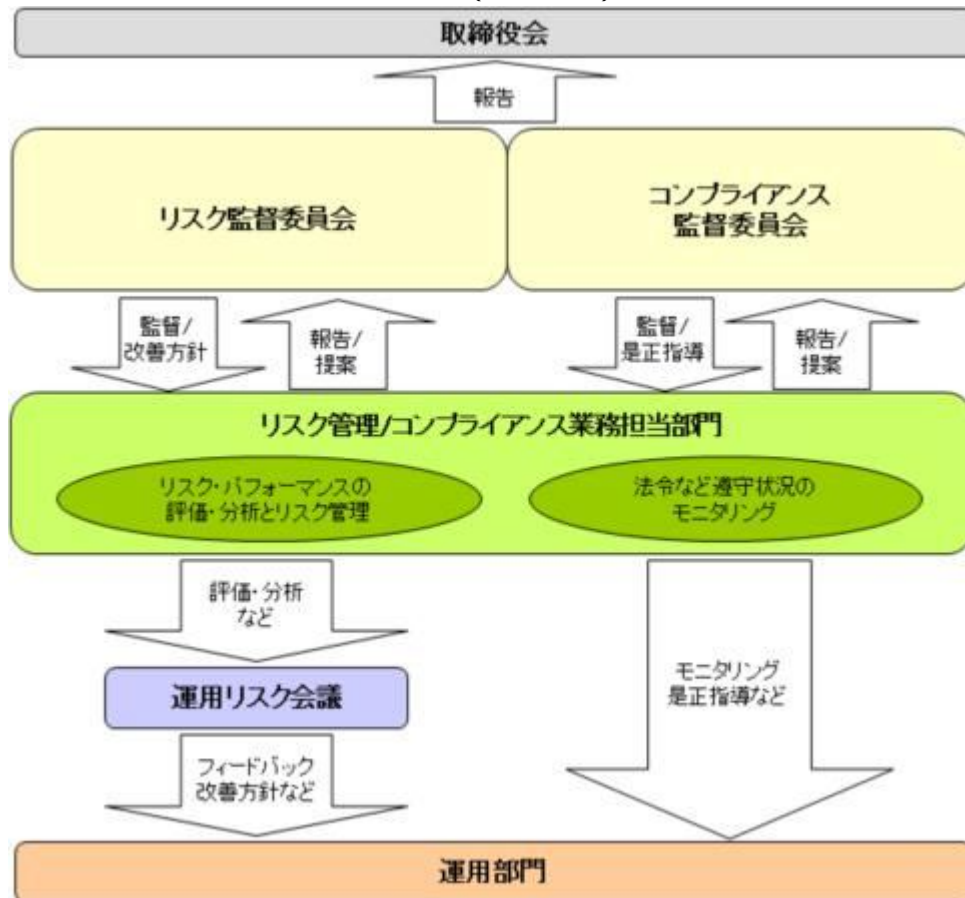 取締役会
報告
リスク監督委員会
コンプライアンス
監督委員会
監督/
改善方針
報告/
提案
監督/
是正指導
報告/
提案
リスク管理/コンプライアンス業務担当部門
リスク・パフォーマンスの
評価・分析とリスク管理
法令など遵守状況の
モニタリング
評価・分析
など
運用リスク会議
モニタリング
是正指導など
フィードバック
改善方針など
運用部門